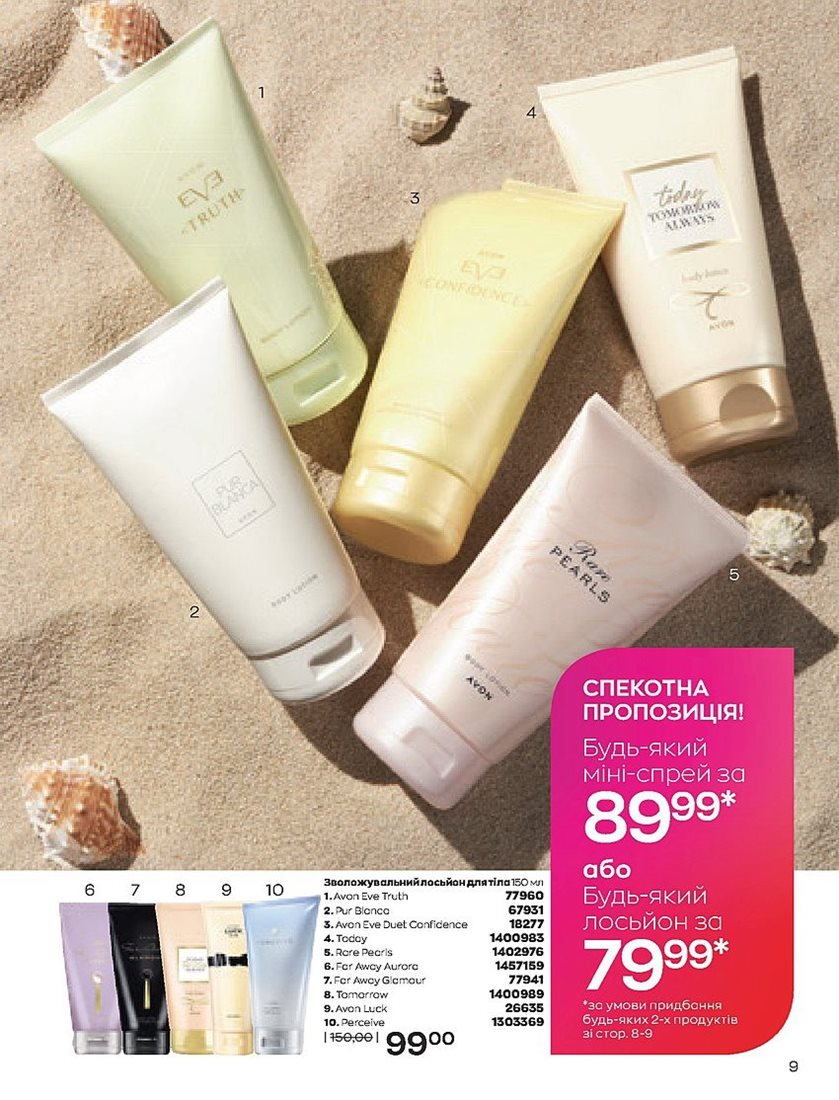 1
AVON
EVE
<TRUTH>
BODY LOTION
4
today
TOMORROW
ALWAYS
body lotion
AVON
3
AVON
EVE
<CONFIDENCE>
PUR
BLANCA
AVON
BODY LOTION
2
Rare
PEARLS
BODY LOTION
AVON
5
СПЕКОТНА
ПРОПОЗИЦІЯ!
Будь-який
міні-спрей за
89⁹⁹*
або
Будь-який
лосьйон за
79⁹⁹*
*за умови придбання
будь-яких 2-х продуктів
зі стор. 8-9
6 7 8 9 10
Зволожувальний лосьйон для тіла 150 мл
1. Avon Eve Truth 77960
2. Pur Blanca 67931
3. Avon Eve Duet Confidence 18277
4. Today 1400983
5. Rare Pearls 1402976
6. Far Away Aurora 1457159
7. Far Away Glamour 77941
8. Tomorrow 1400989
9. Avon Luck 26635
10. Perceive 1303369
| 150,00 | 99⁰⁰
9